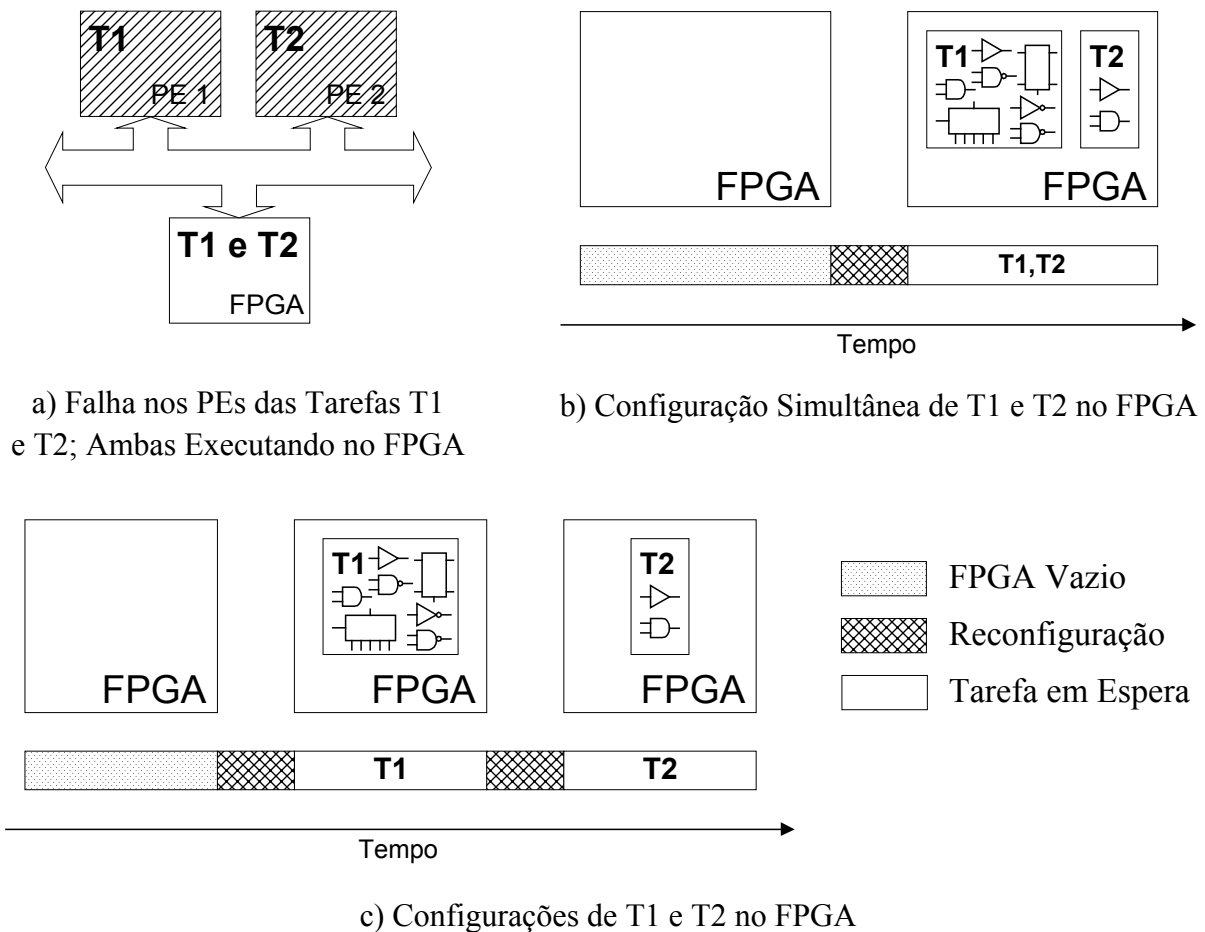 T1
PE 1
T2
PE 2
T1 e T2
FPGA
a) Falha nos PEs das Tarefas T1
e T2; Ambas Executando no FPGA
FPGA
T1
T2
FPGA
T1,T2
Tempo
b) Configuração Simultânea de T1 e T2 no FPGA
FPGA
T1
FPGA
T2
FPGA
T1
T2
Tempo
FPGA Vazio
Reconfiguração
Tarefa em Espera
c) Configurações de T1 e T2 no FPGA